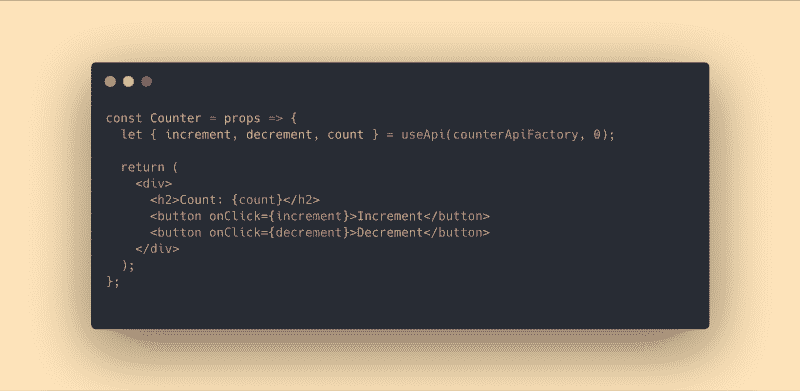 const Counter = props => {
  let { increment, decrement, count } = useApi(counterApiFactory, 0);
  return (
    <div>
      <h2>Count: {count}</h2>
      <button onClick={increment}>Increment</button>
      <button onClick={decrement}>Decrement</button>
    </div>
  );
};